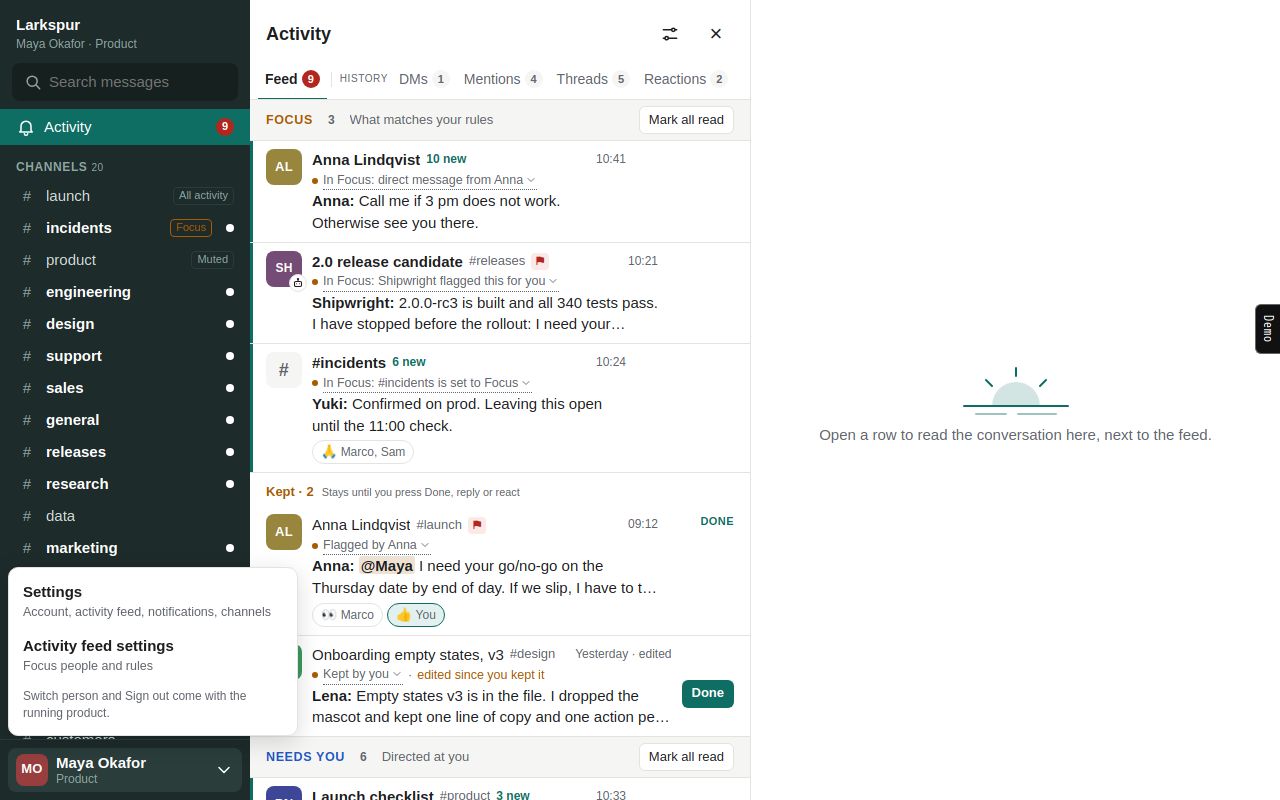 Larkspur
Maya Okafor · Product
Search messages
Activity 9
CHANNELS 20
# launch All activity
# incidents Focus
# product Muted
# engineering
# design
# support
# sales
# general
# releases
# research
# data
# marketing
Settings
Account, activity feed, notifications, channels
Activity feed settings
Focus people and rules
Switch person and Sign out come with the
running product.
# customers
MO Maya Okafor
Product
Activity
Feed 9 HISTORY DMs 1 Mentions 4 Threads 5 Reactions 2
FOCUS 3 What matches your rules Mark all read
AL Anna Lindqvist 10 new 10:41
In Focus: direct message from Anna
Anna: Call me if 3 pm does not work.
Otherwise see you there.
SH 2.0 release candidate #releases 10:21
In Focus: Shipwright flagged this for you
Shipwright: 2.0.0-rc3 is built and all 340 tests pass.
I have stopped before the rollout: I need your…
# #incidents 6 new 10:24
In Focus: #incidents is set to Focus
Yuki: Confirmed on prod. Leaving this open
until the 11:00 check.
🙏 Marco, Sam
Kept · 2 Stays until you press Done, reply or react
AL Anna Lindqvist #launch 09:12 DONE
Flagged by Anna
Anna: @Maya I need your go/no-go on the
Thursday date by end of day. If we slip, I have to t…
👀 Marco 👍 You
Onboarding empty states, v3 #design Yesterday · edited
Kept by you · edited since you kept it
Lena: Empty states v3 is in the file. I dropped the
mascot and kept one line of copy and one action pe…
Done
NEEDS YOU 6 Directed at you Mark all read
Launch checklist #product 3 new 10:33
Open a row to read the conversation here, next to the feed.
Demo